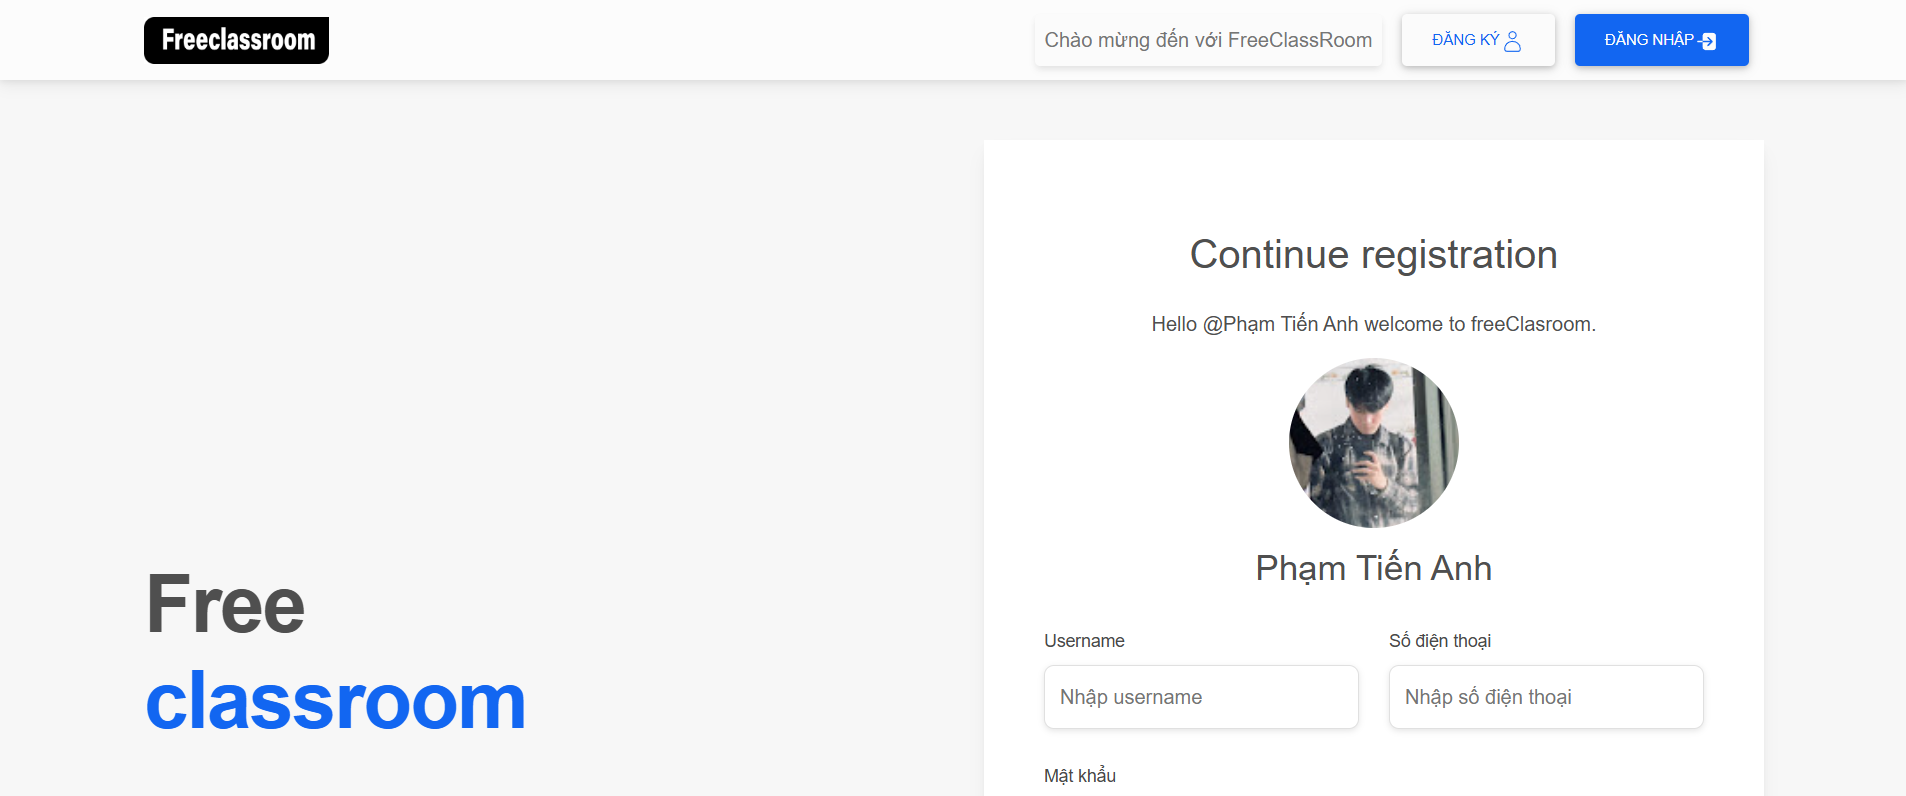 Freeclassroom
Chào mừng đến với FreeClassRoom
ĐĂNG KÝ
ĐĂNG NHẬP
Continue registration
Hello @Phạm Tiến Anh welcome to freeClasroom.
Phạm Tiến Anh
Free
classroom
Username
Số điện thoại
Nhập username
Nhập số điện thoại
Mật khẩu